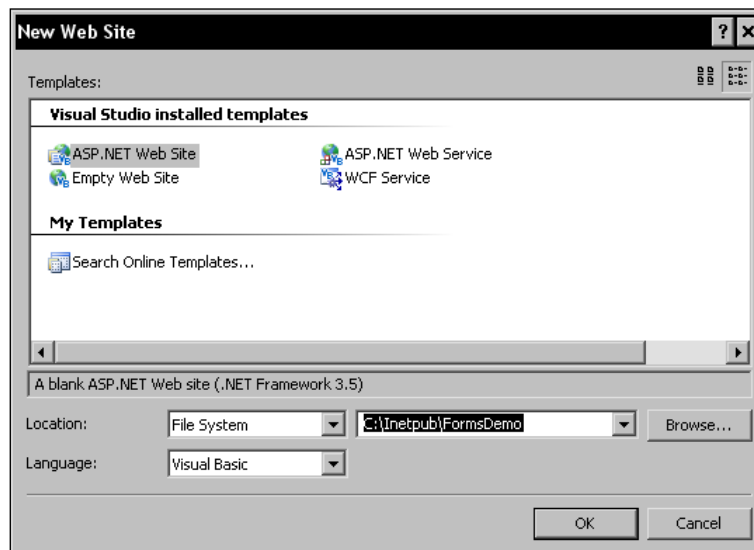 New Web Site
Templates:
Visual Studio installed templates
ASP.NET Web Site
ASP.NET Web Service
Empty Web Site
WCF Service
My Templates
Search Online Templates...
A blank ASP.NET Web site (.NET Framework 3.5)
Location: File System C:\Inetpub\FormsDemo Browse...
Language: Visual Basic
OK Cancel